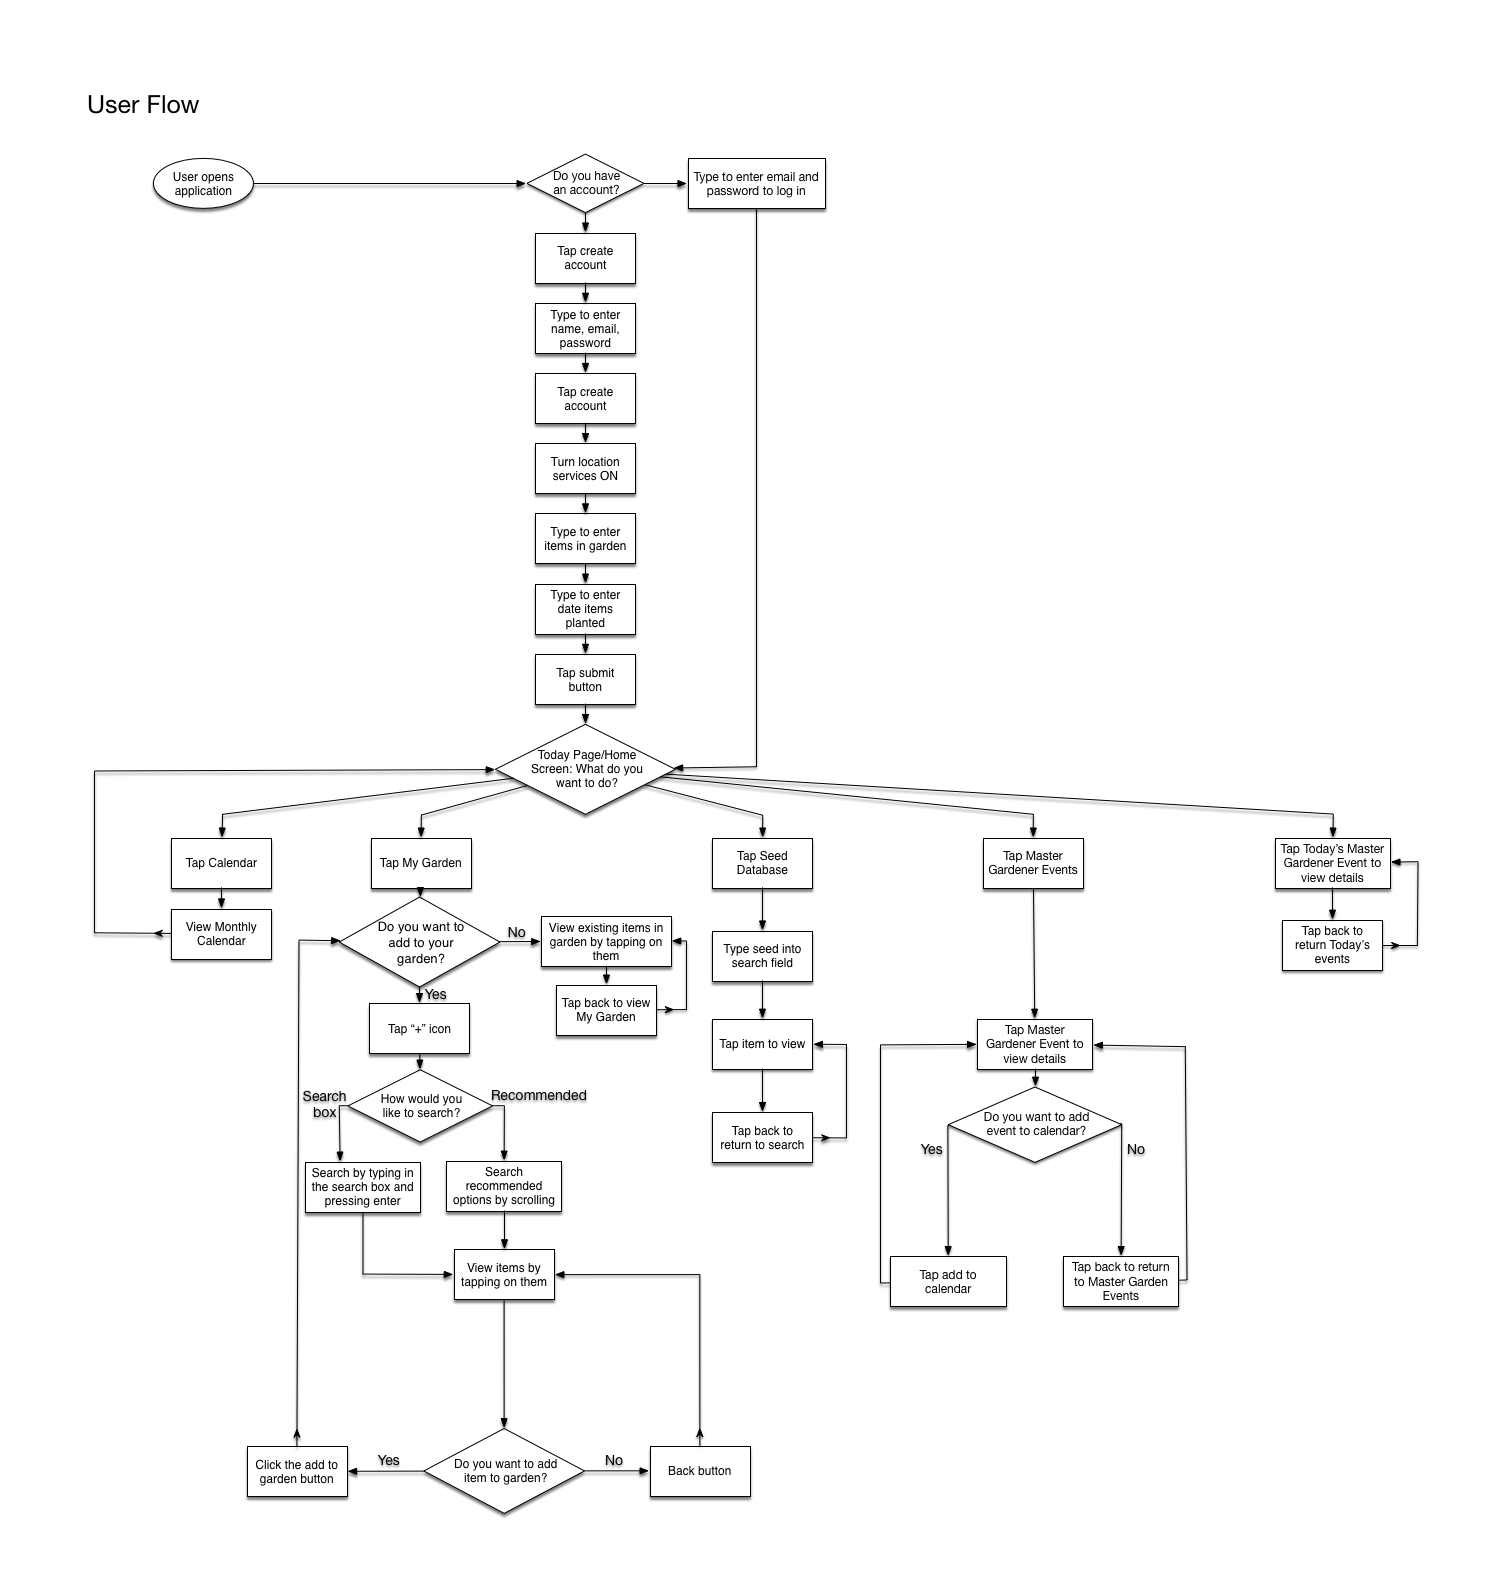 User Flow
User opens
application
Do you have
an account?
Type to enter email and
password to log in
Tap create
account
Type to enter
name, email,
password
Tap create
account
Turn location
services ON
Type to enter
items in garden
Type to enter
date items
planted
Tap submit
button
Today Page/Home
Screen: What do you
want to do?
Tap Calendar
View Monthly
Calendar
Tap My Garden
Do you want to
add to your
garden?
No
View existing items in
garden by tapping on
them
Tap back to view
My Garden
Yes
Tap “+” icon
How would you
like to search?
Search
box
Recommended
Search by typing in
the search box and
pressing enter
Search
recommended
options by scrolling
View items by
tapping on them
Do you want to add
item to garden?
Yes
Click the add to
garden button
No
Back button
Tap Seed
Database
Type seed into
search field
Tap item to view
Tap back to
return to search
Tap Master
Gardener Events
Tap Master
Gardener Event to
view details
Do you want to add
event to calendar?
Yes
No
Tap add to
calendar
Tap back to return
to Master Garden
Events
Tap Today’s Master
Gardener Event to
view details
Tap back to
return Today’s
events